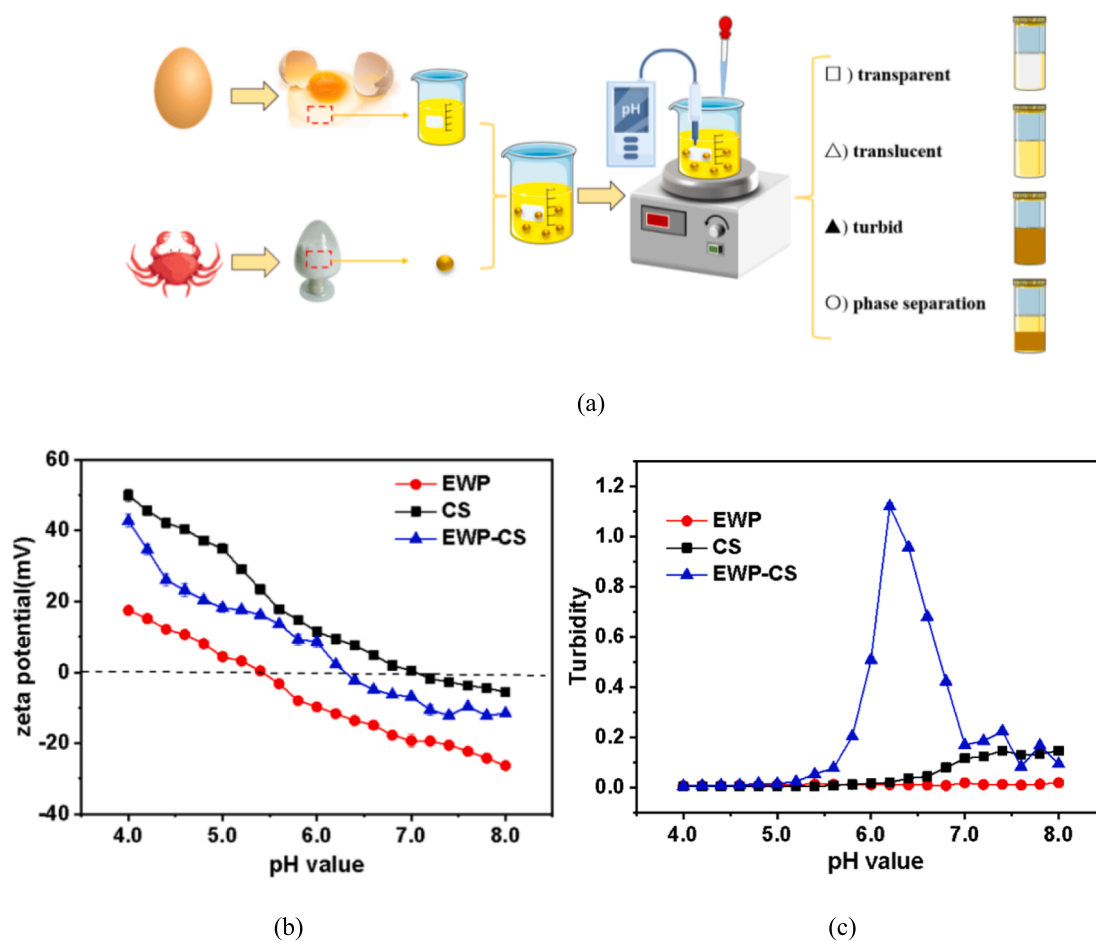 pH
□) transparent
△) translucent
▲) turbid
○) phase separation
(a)
60
40
20
0
-20
-40
4.0 5.0 6.0 7.0 8.0
zeta potential(mV)
pH value
EWP
CS
EWP-CS
(b)
1.2
1.0
0.8
0.6
0.4
0.2
0.0
4.0 5.0 6.0 7.0 8.0
Turbidity
pH value
EWP
CS
EWP-CS
(c)